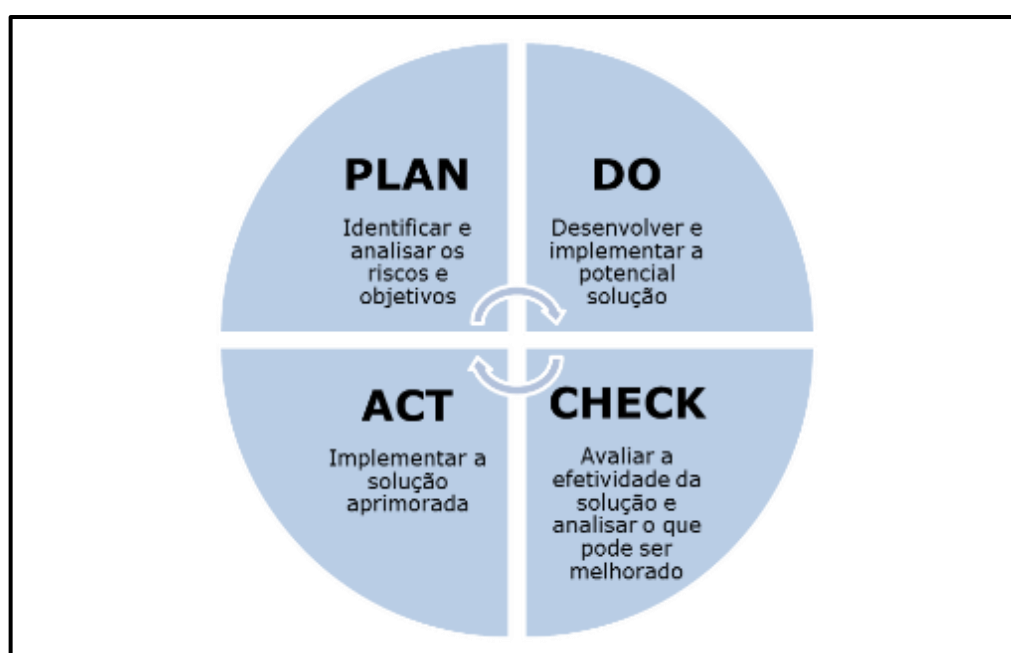 PLAN
Identificar e
analisar os
riscos e
objetivos
DO
Desenvolver e
implementar a
potencial
solução
ACT
Implementar a
solução
aprimorada
CHECK
Avaliar a
efetividade da
solução e
analisar o que
pode ser
melhorado